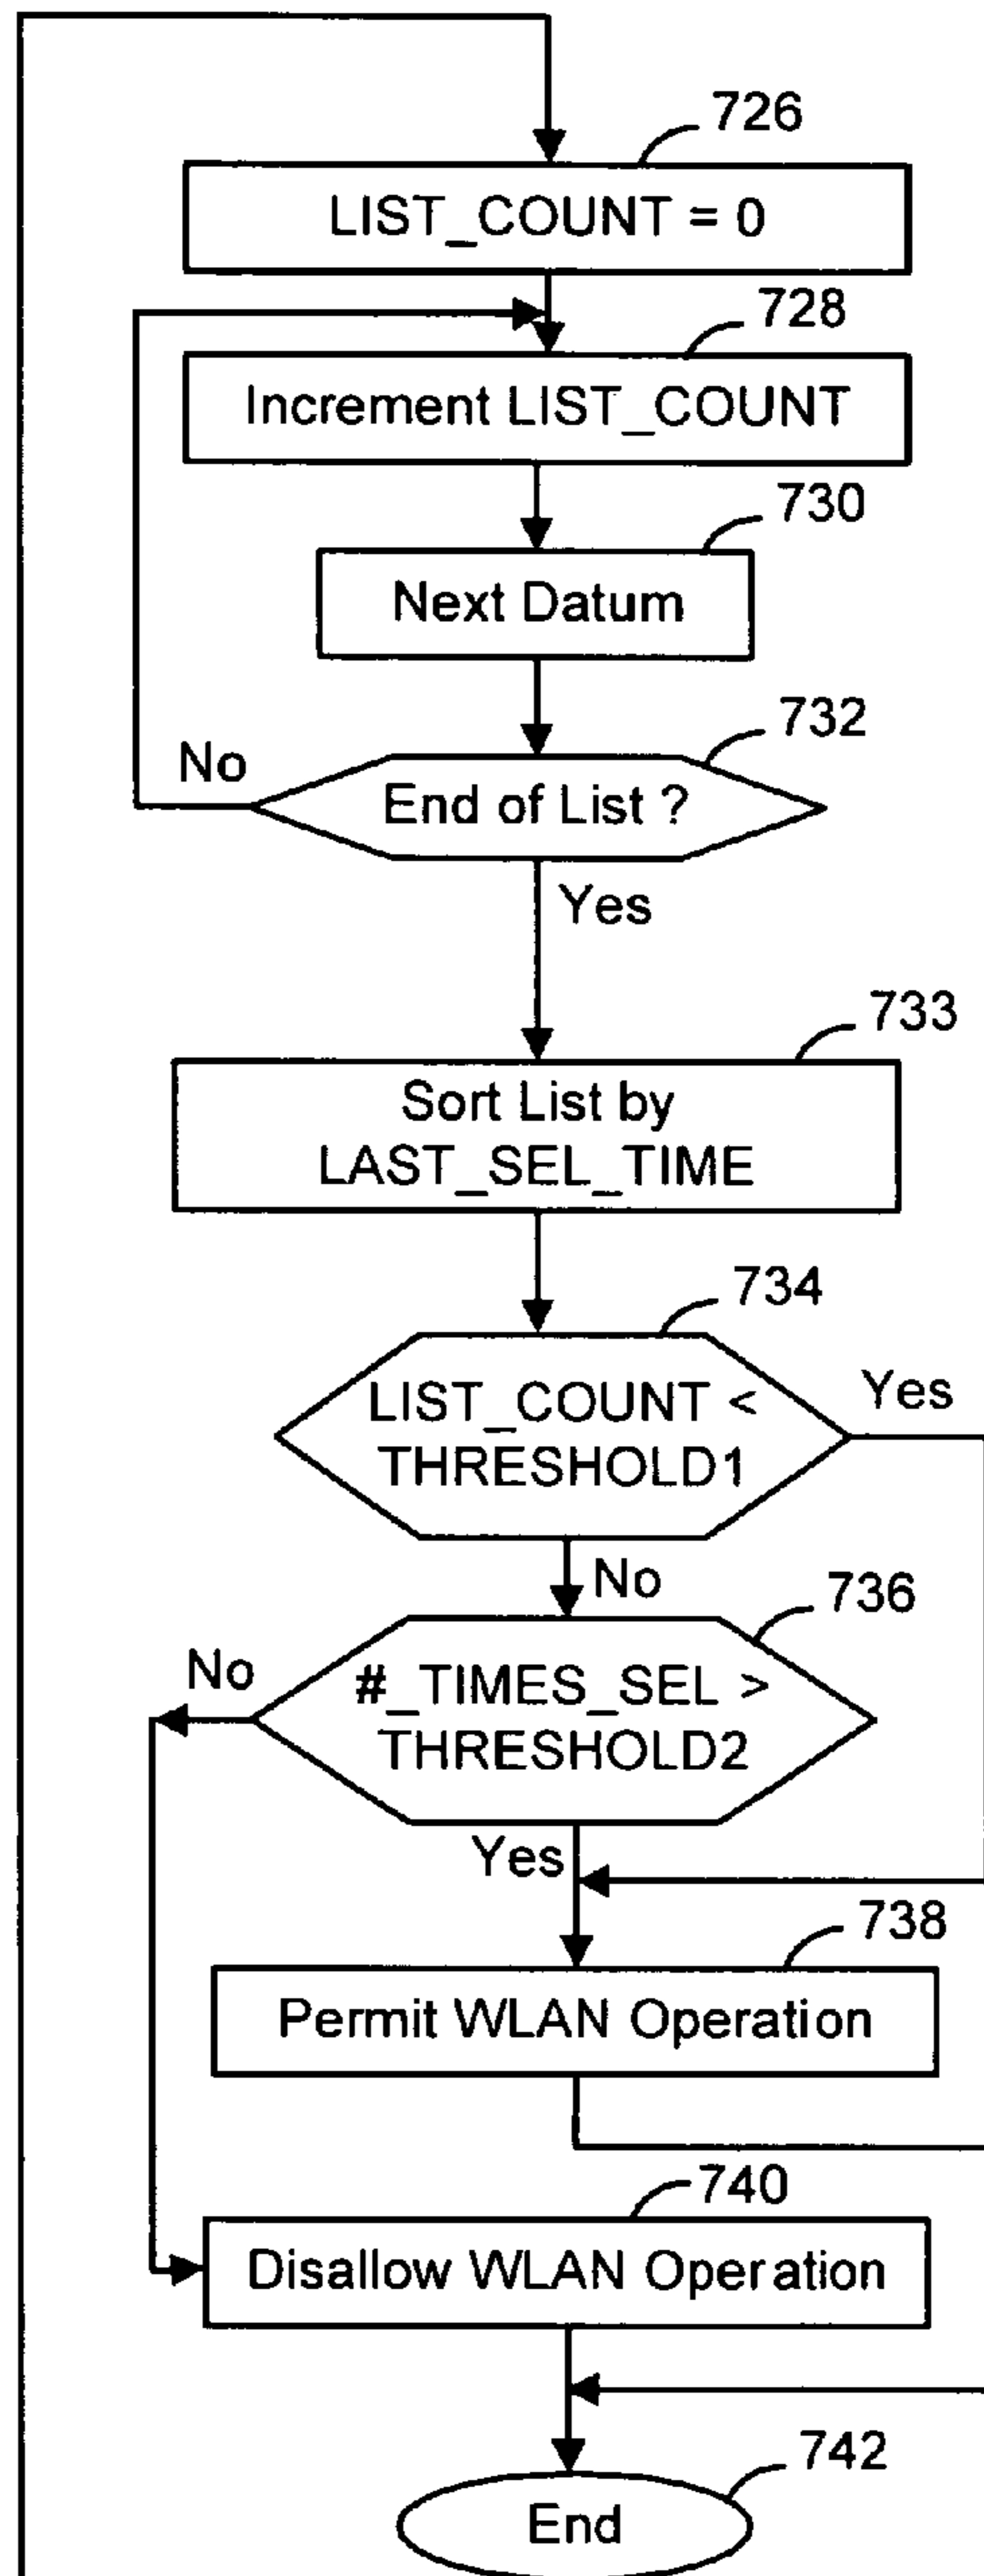 726
LIST_COUNT = 0
728
Increment LIST_COUNT
730
Next Datum
732
No
End of List ?
Yes
733
Sort List by
LAST_SEL_TIME
734
LIST_COUNT <
THRESHOLD1
Yes
No
736
No
#_TIMES_SEL >
THRESHOLD2
Yes
738
Permit WLAN Operation
740
Disallow WLAN Operation
742
End